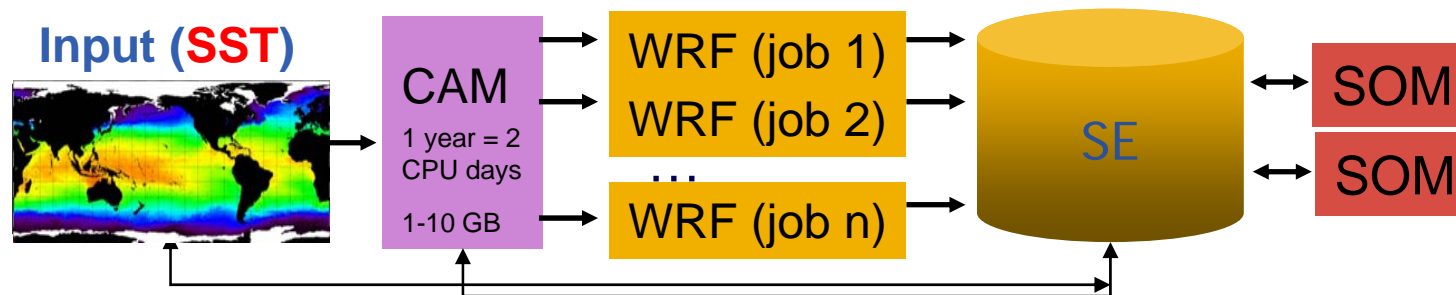 Input (SST)
CAM
1 year = 2
CPU days
1-10 GB
WRF (job 1)
WRF (job 2)
...
WRF (job n)
SE
SOM
SOM